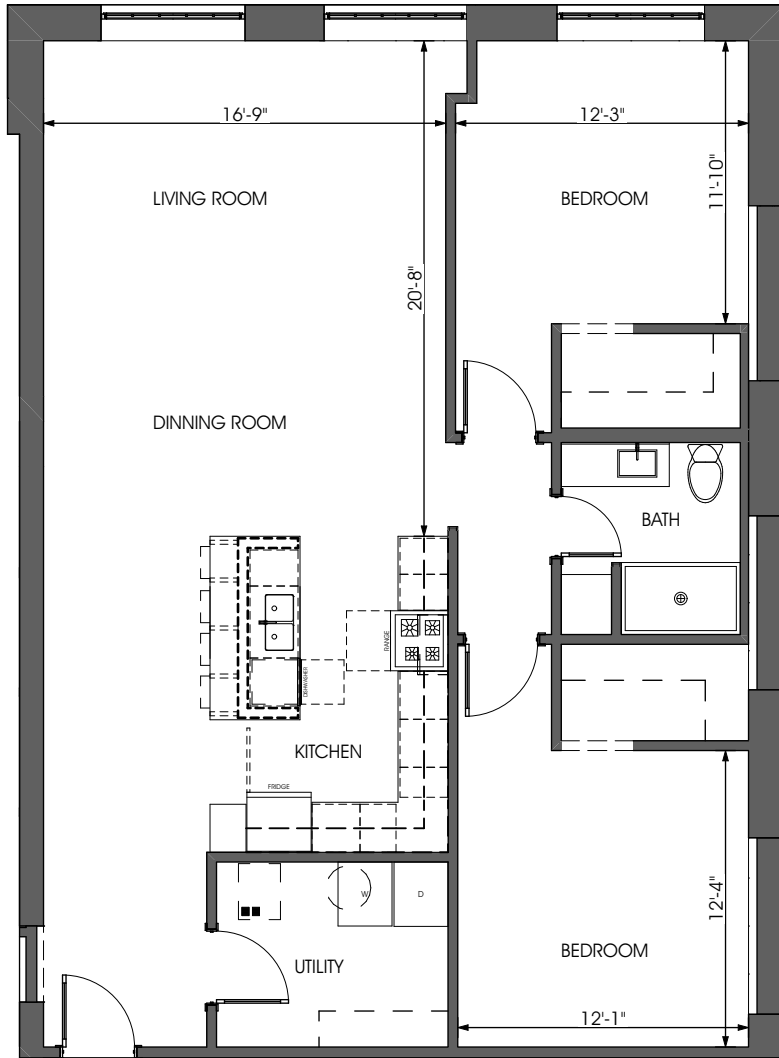 16'-9"
12'-3"
LIVING ROOM
BEDROOM
11'-10"
20'-8"
DINNING ROOM
BATH
RANGE
DISHWASHER
KITCHEN
FRIDGE
W
D
12'-4"
BEDROOM
UTILITY
12'-1"